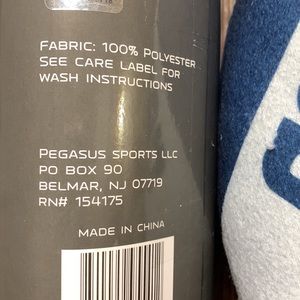 FABRIC: 100% POLYESTER
SEE CARE LABEL FOR
WASH INSTRUCTIONS
PEGASUS SPORTS LLC
PO BOX 90
BELMAR, NJ 07719
RN# 154175
MADE IN CHINA